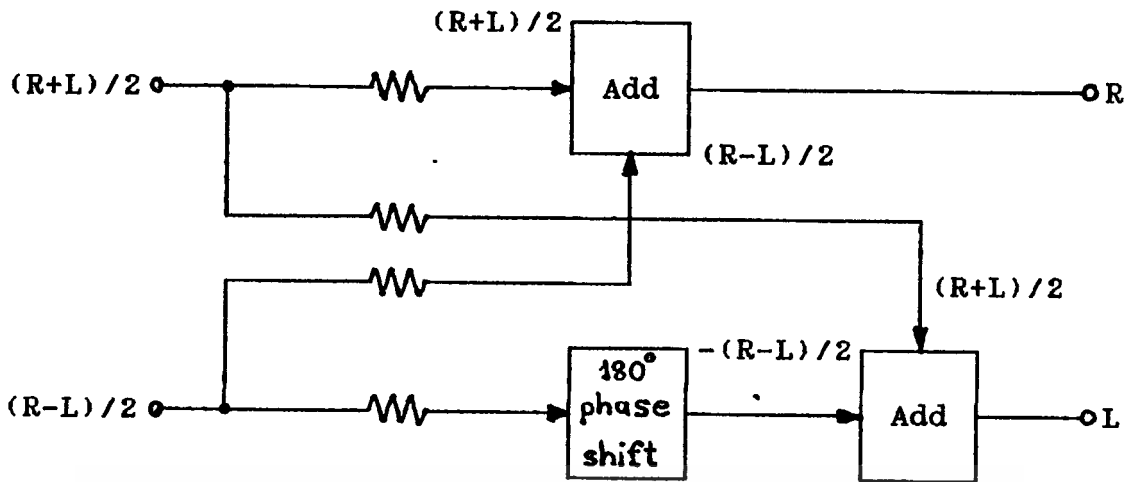 (R+L)/2
(R+L)/2
Add
R
(R-L)/2
(R+L)/2
(R-L)/2
180°
phase
shift
-(R-L)/2
Add
L